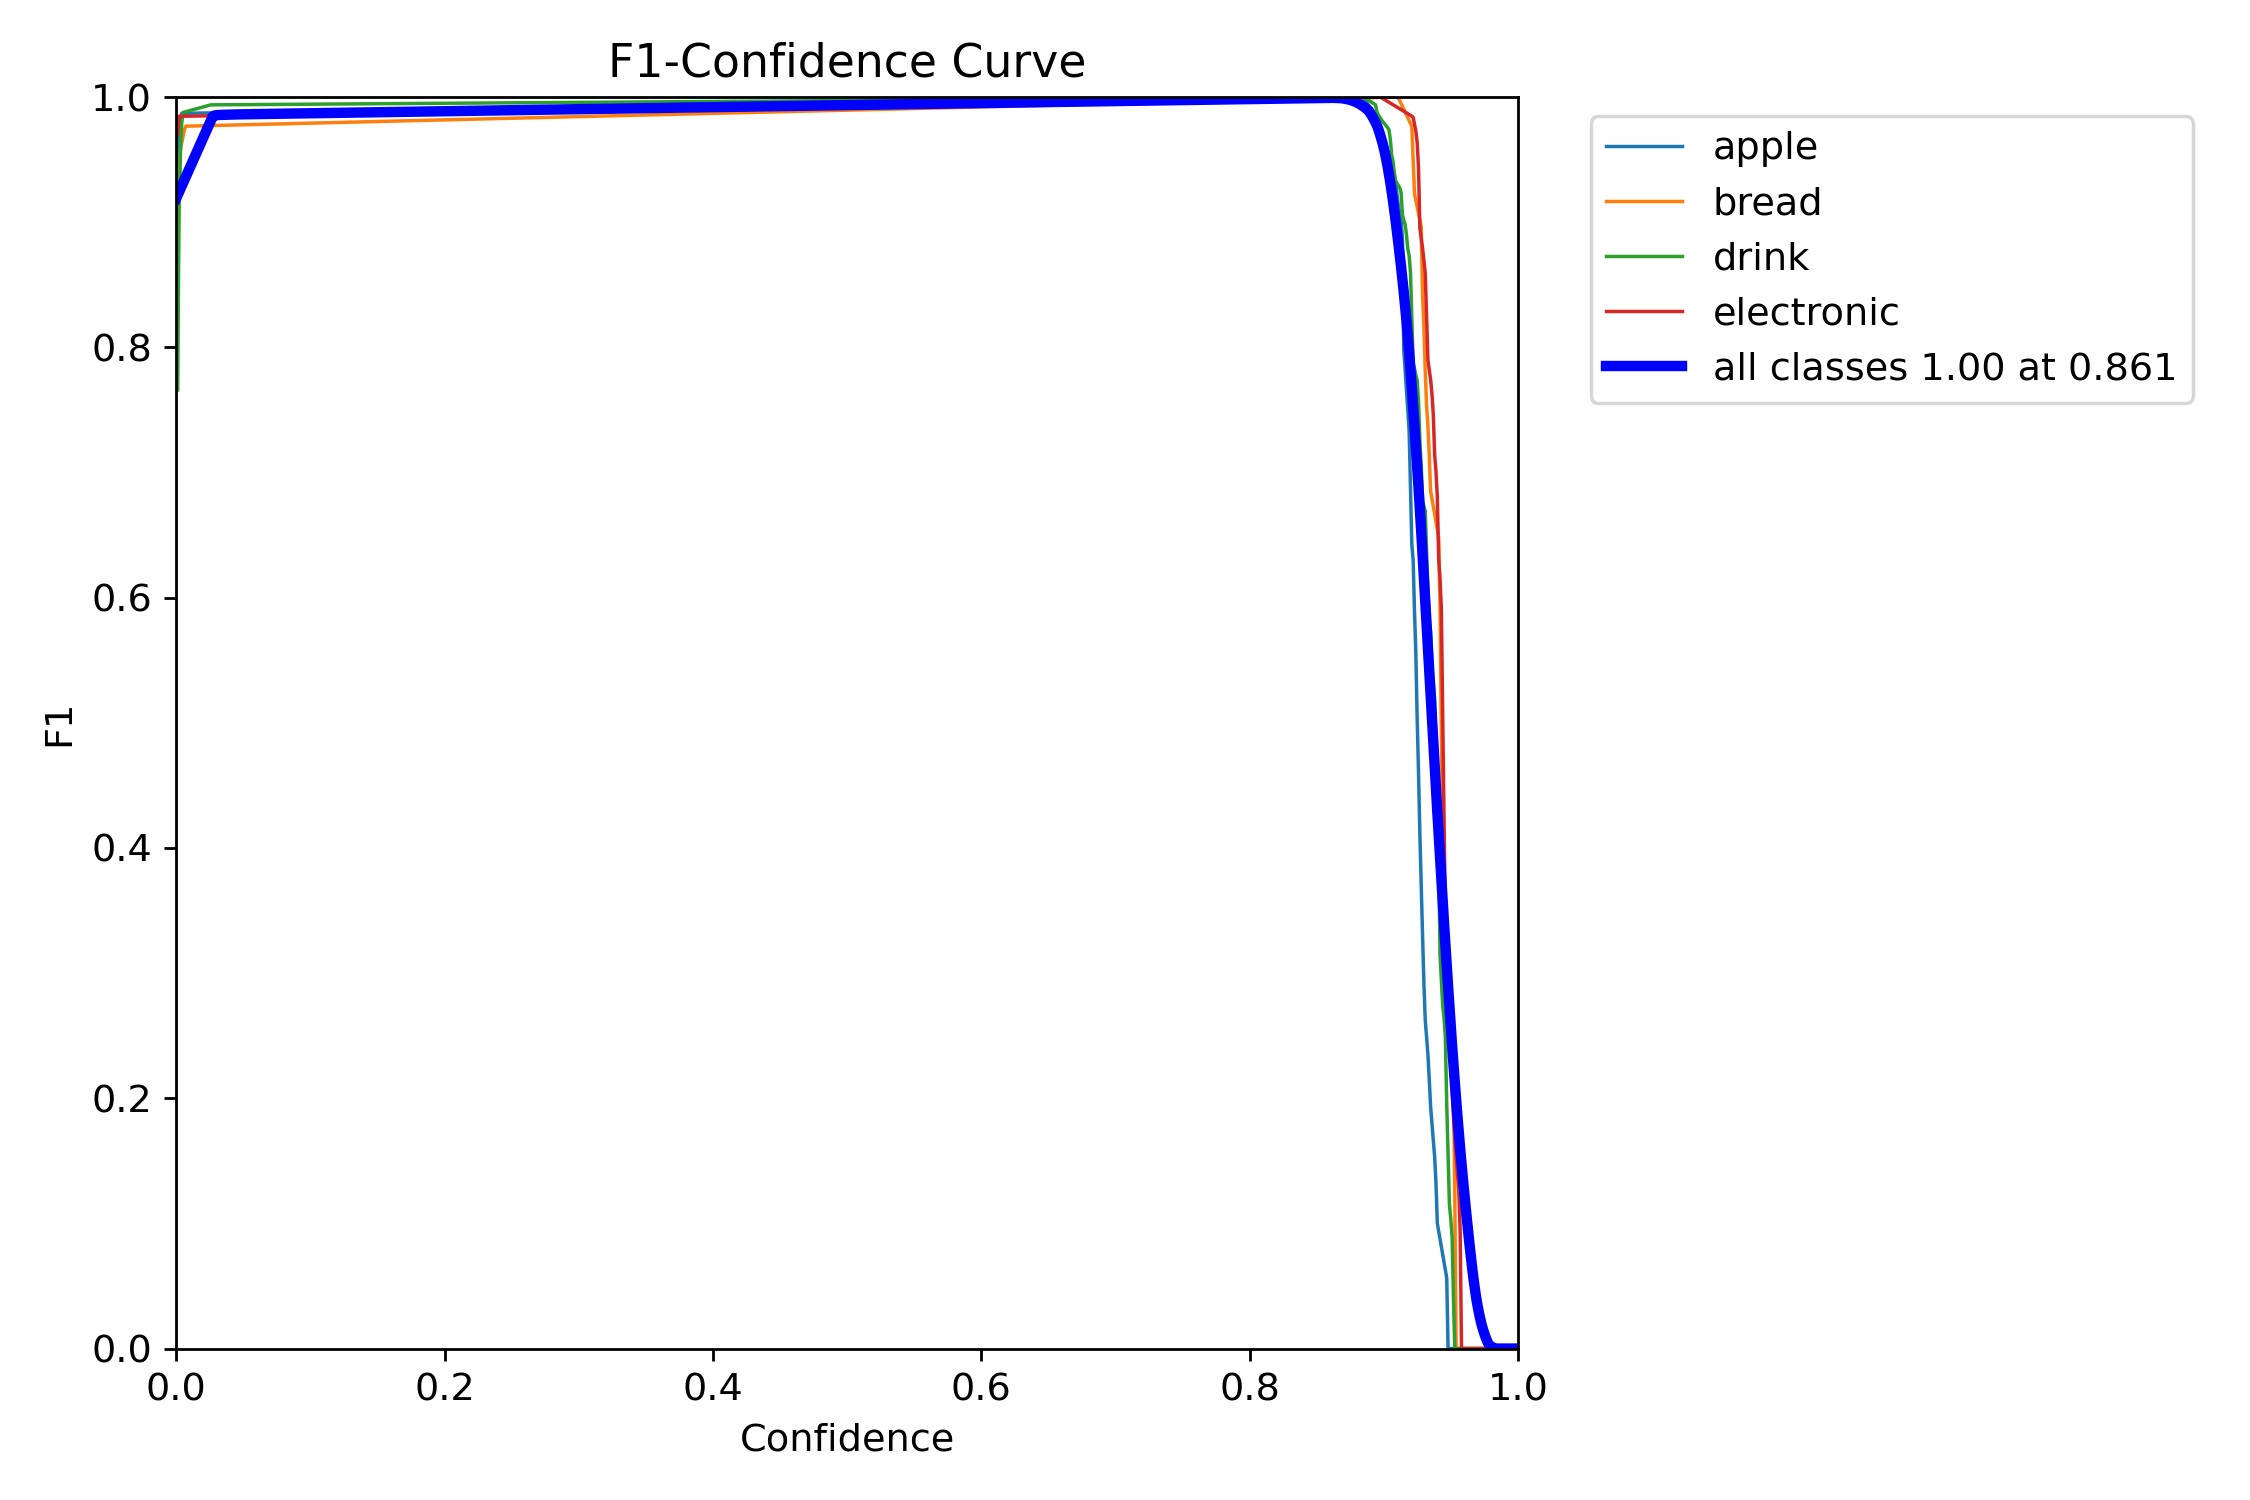 F1-Confidence Curve
1.0
0.8
0.6
0.4
0.2
0.0
F1
0.0 0.2 0.4 0.6 0.8 1.0
Confidence
apple
bread
drink
electronic
all classes 1.00 at 0.861